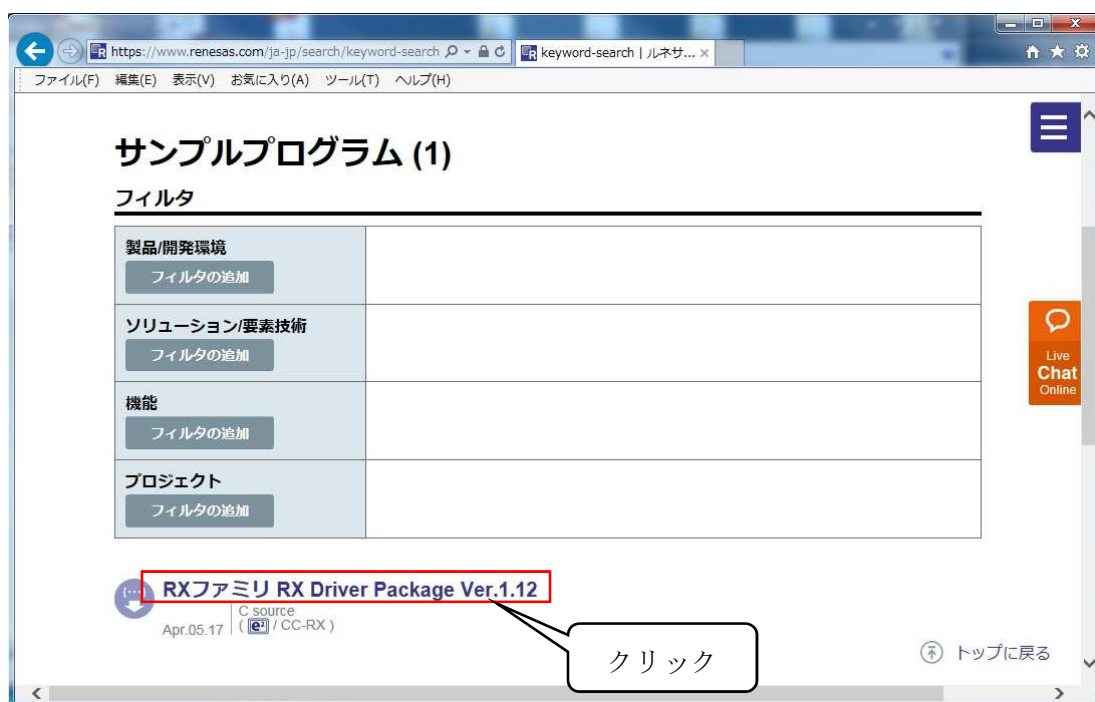 https://www.renesas.com/ja-jp/search/keyword-search
keyword-search | ルネサ...
ファイル(F) 編集(E) 表示(V) お気に入り(A) ツール(T) ヘルプ(H)
サンプルプログラム (1)
フィルタ
製品/開発環境
フィルタの追加
ソリューション/要素技術
フィルタの追加
機能
フィルタの追加
プロジェクト
フィルタの追加
Live
Chat
Online
RXファミリ RX Driver Package Ver.1.12
C source
Apr.05.17 ( e² / CC-RX )
クリック
トップに戻る